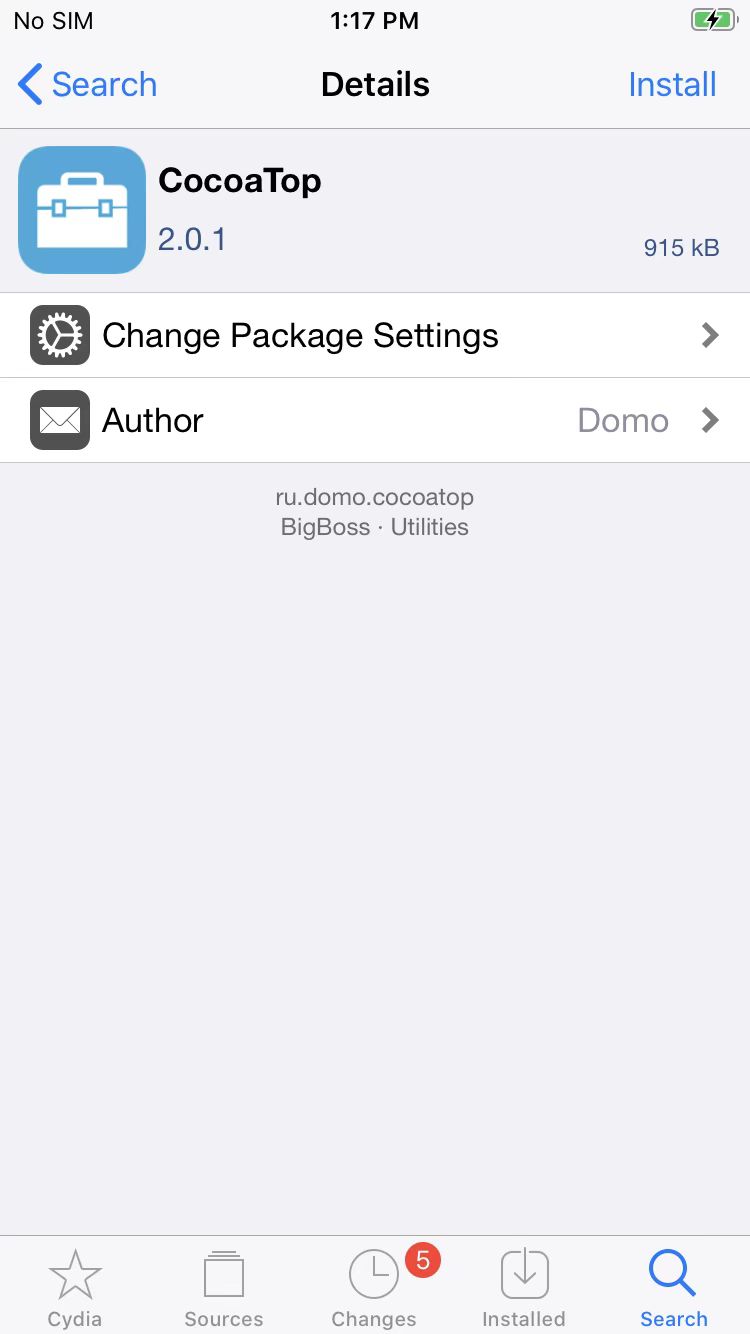 No SIM 1:17 PM
Search Details Install
CocoaTop
2.0.1
915 kB
Change Package Settings
Author Domo
ru.domo.cocoatop
BigBoss · Utilities
5
Cydia Sources Changes Installed Search